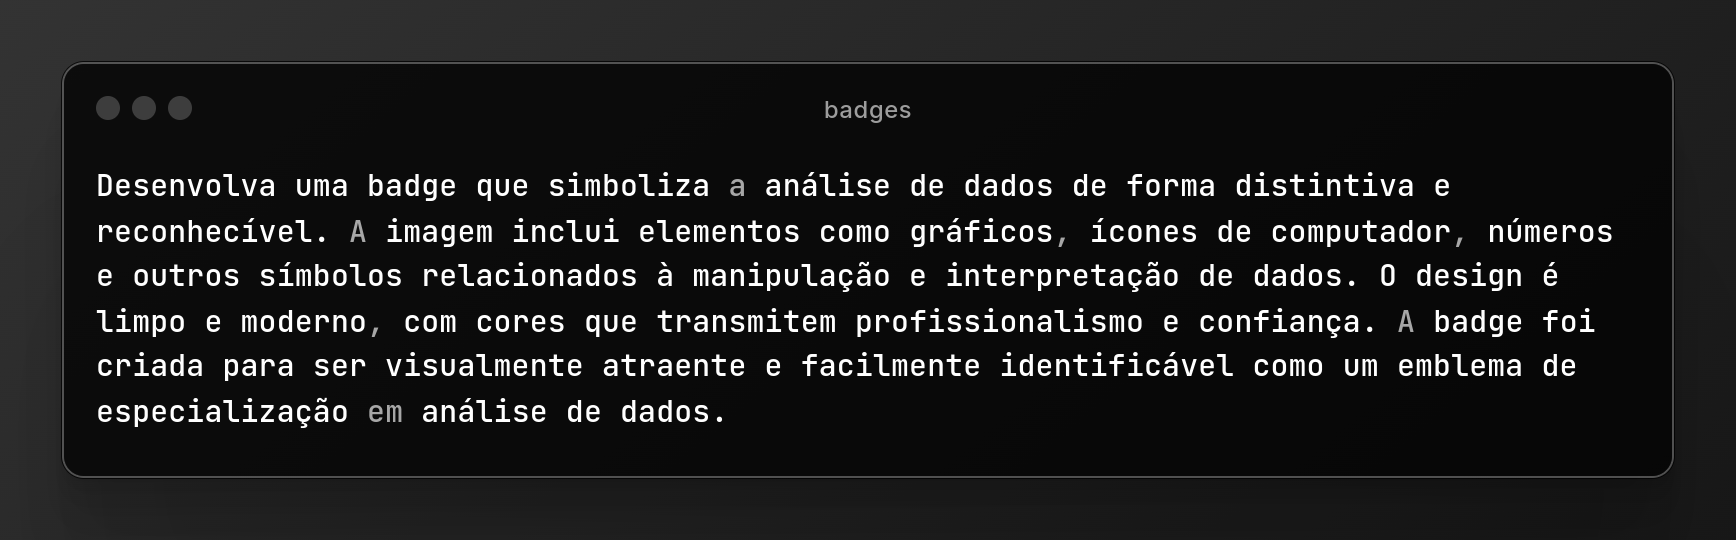 badges
Desenvolva uma badge que simboliza a análise de dados de forma distintiva e
reconhecível. A imagem inclui elementos como gráficos, ícones de computador, números
e outros símbolos relacionados à manipulação e interpretação de dados. O design é
limpo e moderno, com cores que transmitem profissionalismo e confiança. A badge foi
criada para ser visualmente atraente e facilmente identificável como um emblema de
especialização em análise de dados.